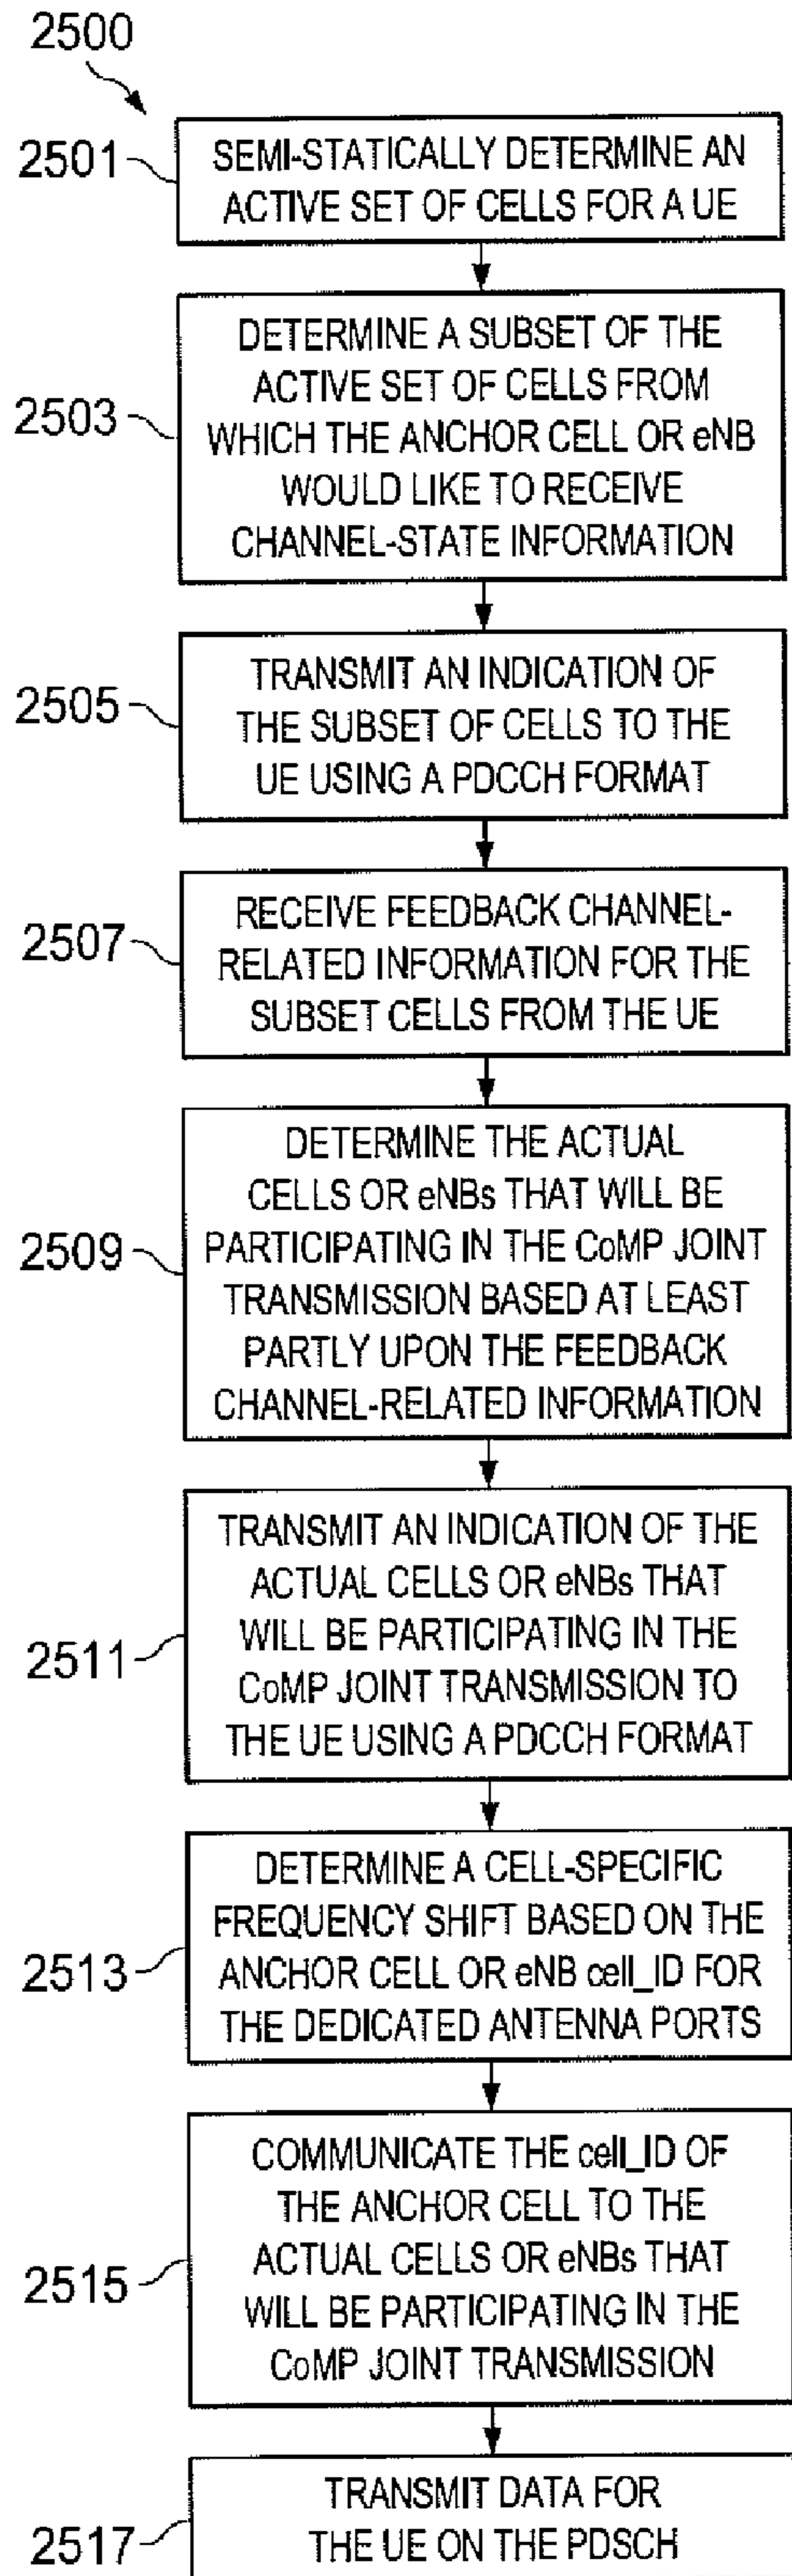 2500
2501
SEMI-STATICALLY DETERMINE AN
ACTIVE SET OF CELLS FOR A UE
2503
DETERMINE A SUBSET OF THE
ACTIVE SET OF CELLS FROM
WHICH THE ANCHOR CELL OR eNB
WOULD LIKE TO RECEIVE
CHANNEL-STATE INFORMATION
2505
TRANSMIT AN INDICATION OF
THE SUBSET OF CELLS TO THE
UE USING A PDCCH FORMAT
2507
RECEIVE FEEDBACK CHANNEL-
RELATED INFORMATION FOR THE
SUBSET CELLS FROM THE UE
2509
DETERMINE THE ACTUAL
CELLS OR eNBs THAT WILL BE
PARTICIPATING IN THE CoMP JOINT
TRANSMISSION BASED AT LEAST
PARTLY UPON THE FEEDBACK
CHANNEL-RELATED INFORMATION
2511
TRANSMIT AN INDICATION OF THE
ACTUAL CELLS OR eNBs THAT
WILL BE PARTICIPATING IN THE
CoMP JOINT TRANSMISSION TO
THE UE USING A PDCCH FORMAT
2513
DETERMINE A CELL-SPECIFIC
FREQUENCY SHIFT BASED ON THE
ANCHOR CELL OR eNB cell_ID FOR
THE DEDICATED ANTENNA PORTS
2515
COMMUNICATE THE cell_ID OF
THE ANCHOR CELL TO THE
ACTUAL CELLS OR eNBs THAT
WILL BE PARTICIPATING IN THE
CoMP JOINT TRANSMISSION
2517
TRANSMIT DATA FOR
THE UE ON THE PDSCH